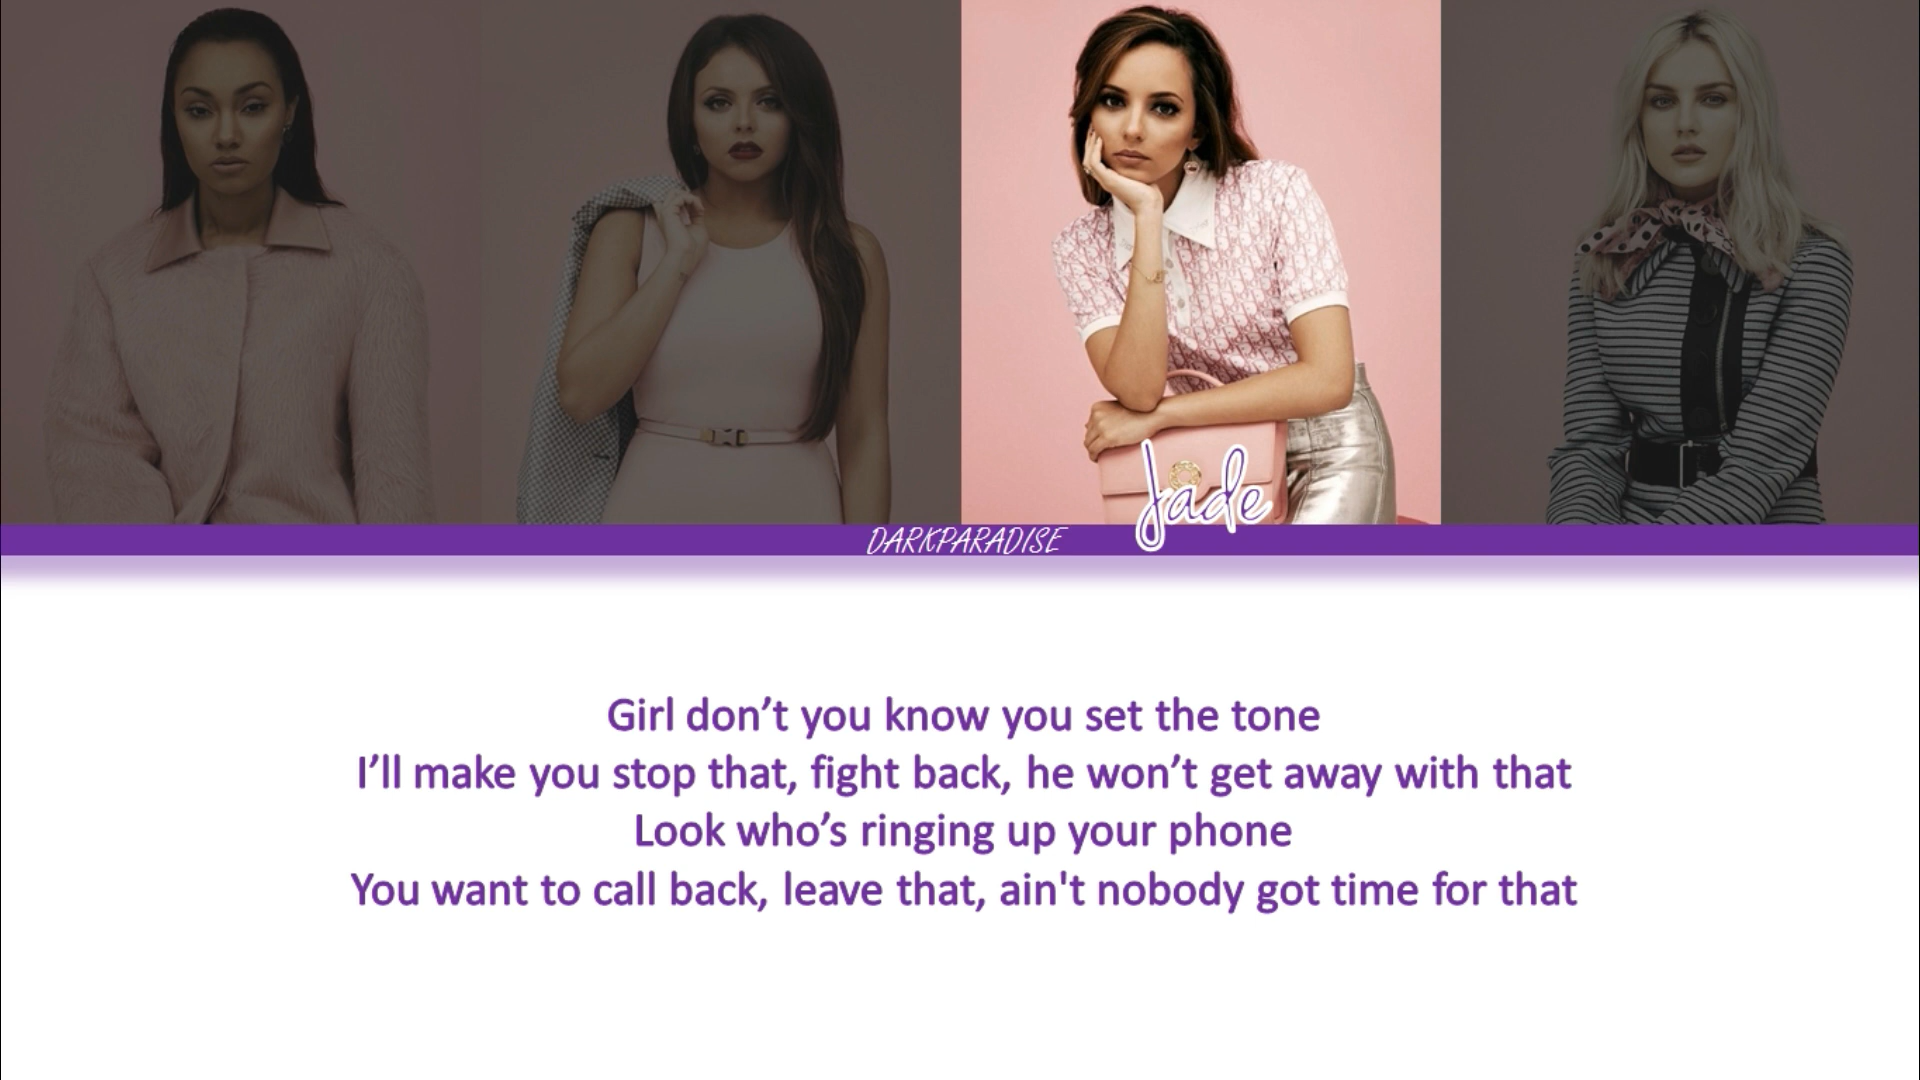 Jade
DARKPARADISE
Girl don’t you know you set the tone
I’ll make you stop that, fight back, he won’t get away with that
Look who’s ringing up your phone
You want to call back, leave that, ain't nobody got time for that